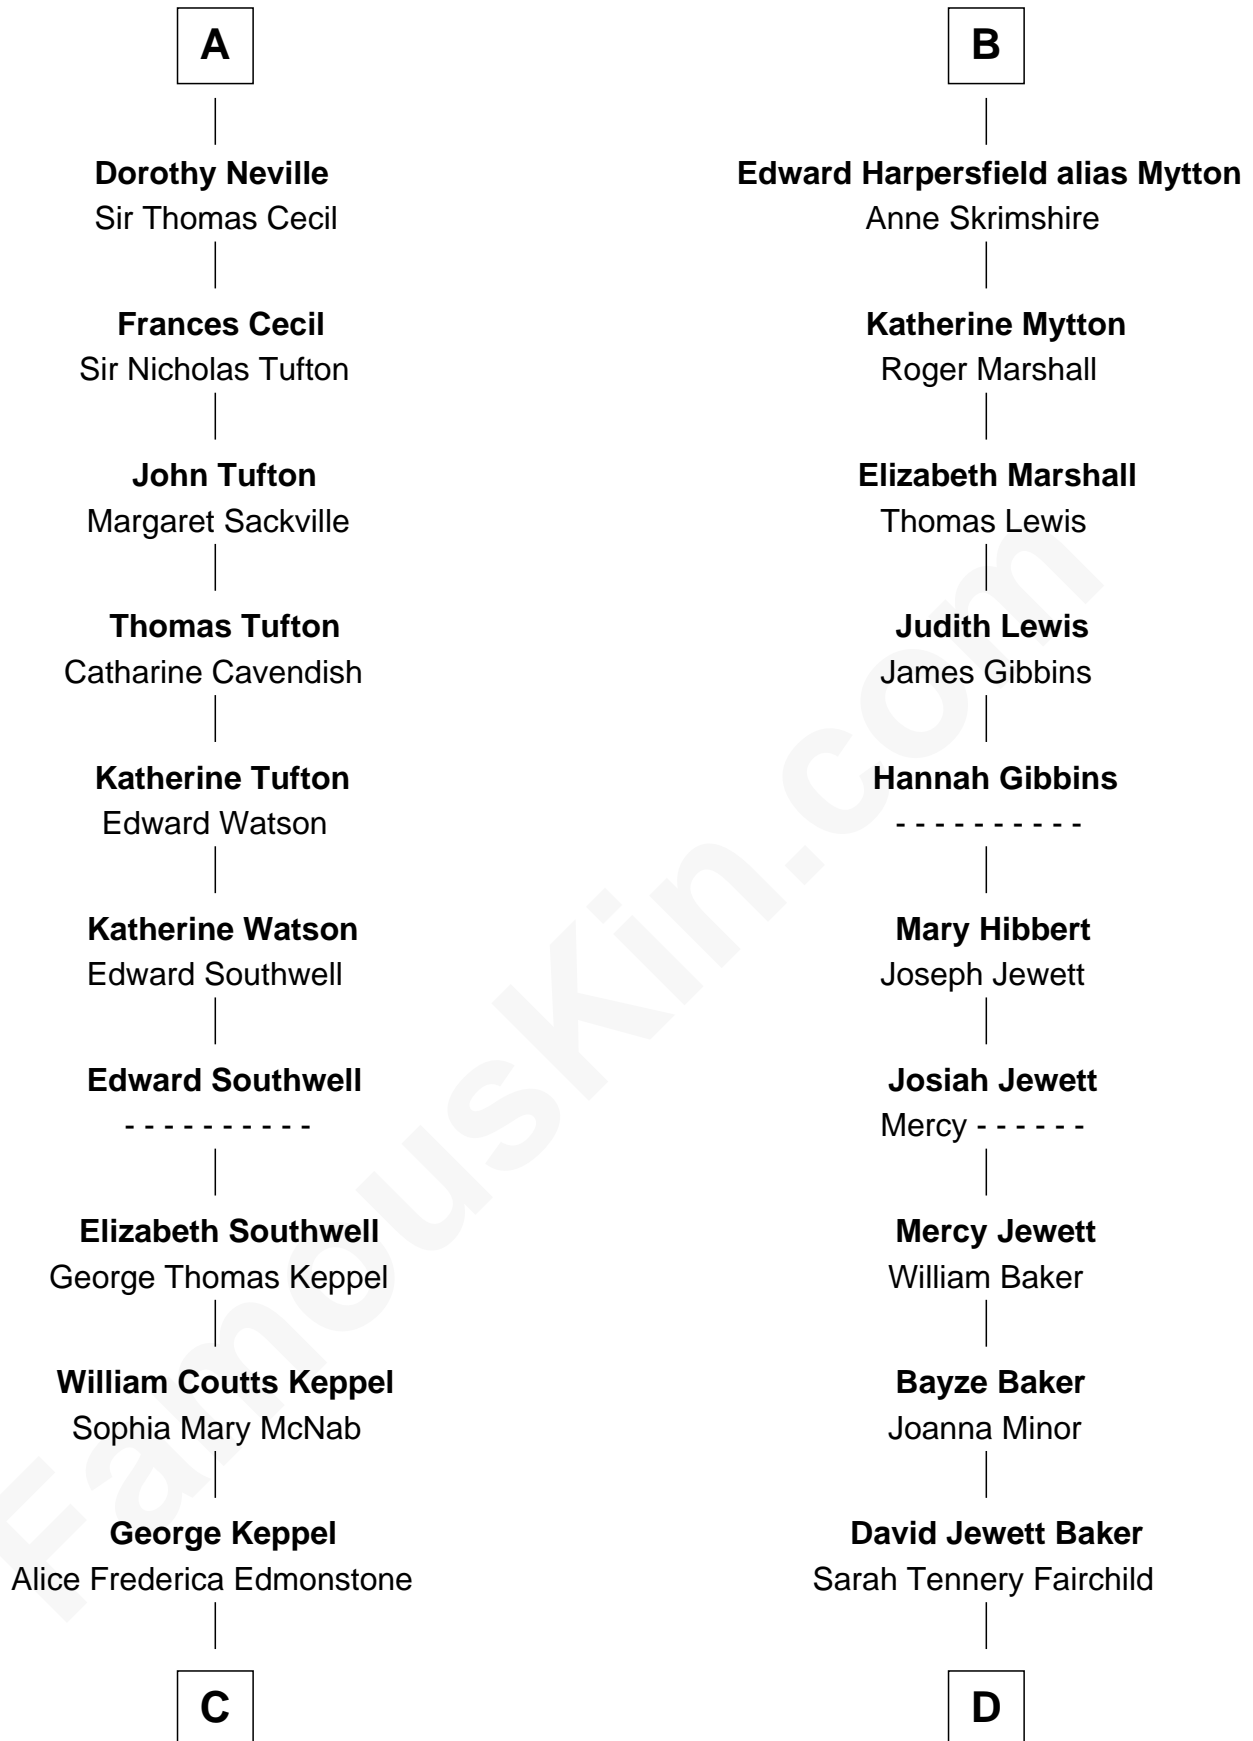 A
Dorothy Neville
Sir Thomas Cecil
Frances Cecil
Sir Nicholas Tufton
John Tufton
Margaret Sackville
Thomas Tufton
Catharine Cavendish
Katherine Tufton
Edward Watson
Katherine Watson
Edward Southwell
Edward Southwell
- - - - - - - - - -
Elizabeth Southwell
George Thomas Keppel
William Coutts Keppel
Sophia Mary McNab
George Keppel
Alice Frederica Edmonstone
C
B
Edward Harpersfield alias Mytton
Anne Skrimshire
Katherine Mytton
Roger Marshall
Elizabeth Marshall
Thomas Lewis
Judith Lewis
James Gibbins
Hannah Gibbins
- - - - - - - - - -
Mary Hibbert
Joseph Jewett
Josiah Jewett
Mercy - - - - - -
Mercy Jewett
William Baker
Bayze Baker
Joanna Minor
David Jewett Baker
Sarah Tennery Fairchild
D
FamousKin.com